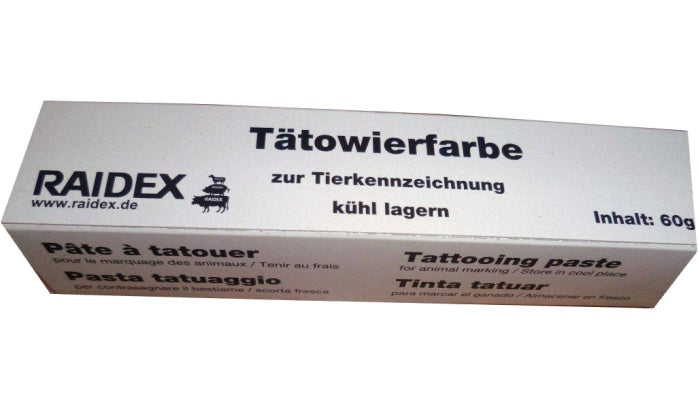 Tätowierfarbe
zur Tierkennzeichnung
kühl lagern
RAIDEX
www.raidex.de
RAIDEX
Inhalt: 60g
Pâte à tatouer
pour le marquage des animaux / Tenir au frais
Pasta tatuaggio
per contrassegnare il bestiame / scorta fresca
Tattooing paste
for animal marking / Store in cool place
Tinta tatuar
para marcar el ganado / Almacenar en fresco